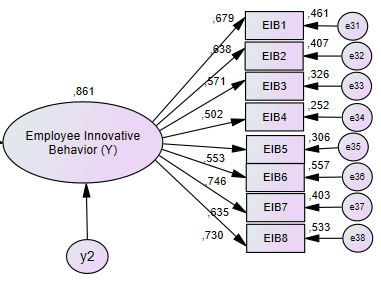 ,679
EIB1
,461
e31
,638
EIB2
,407
e32
,571
EIB3
,326
e33
,861
,502
EIB4
,252
e34
Employee Innovative
Behavior (Y)
,553
EIB5
,306
e35
,746
EIB6
,557
e36
,635
EIB7
,403
e37
,730
EIB8
,533
e38
y2